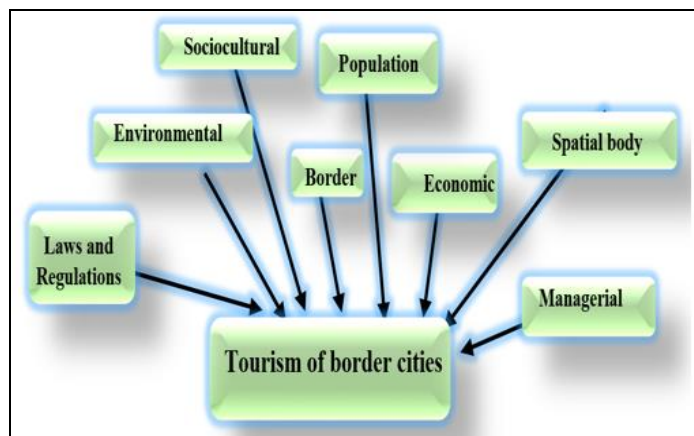 Sociocultural
Population
Environmental
Spatial body
Border
Economic
Laws and
Regulations
Managerial
Tourism of border cities